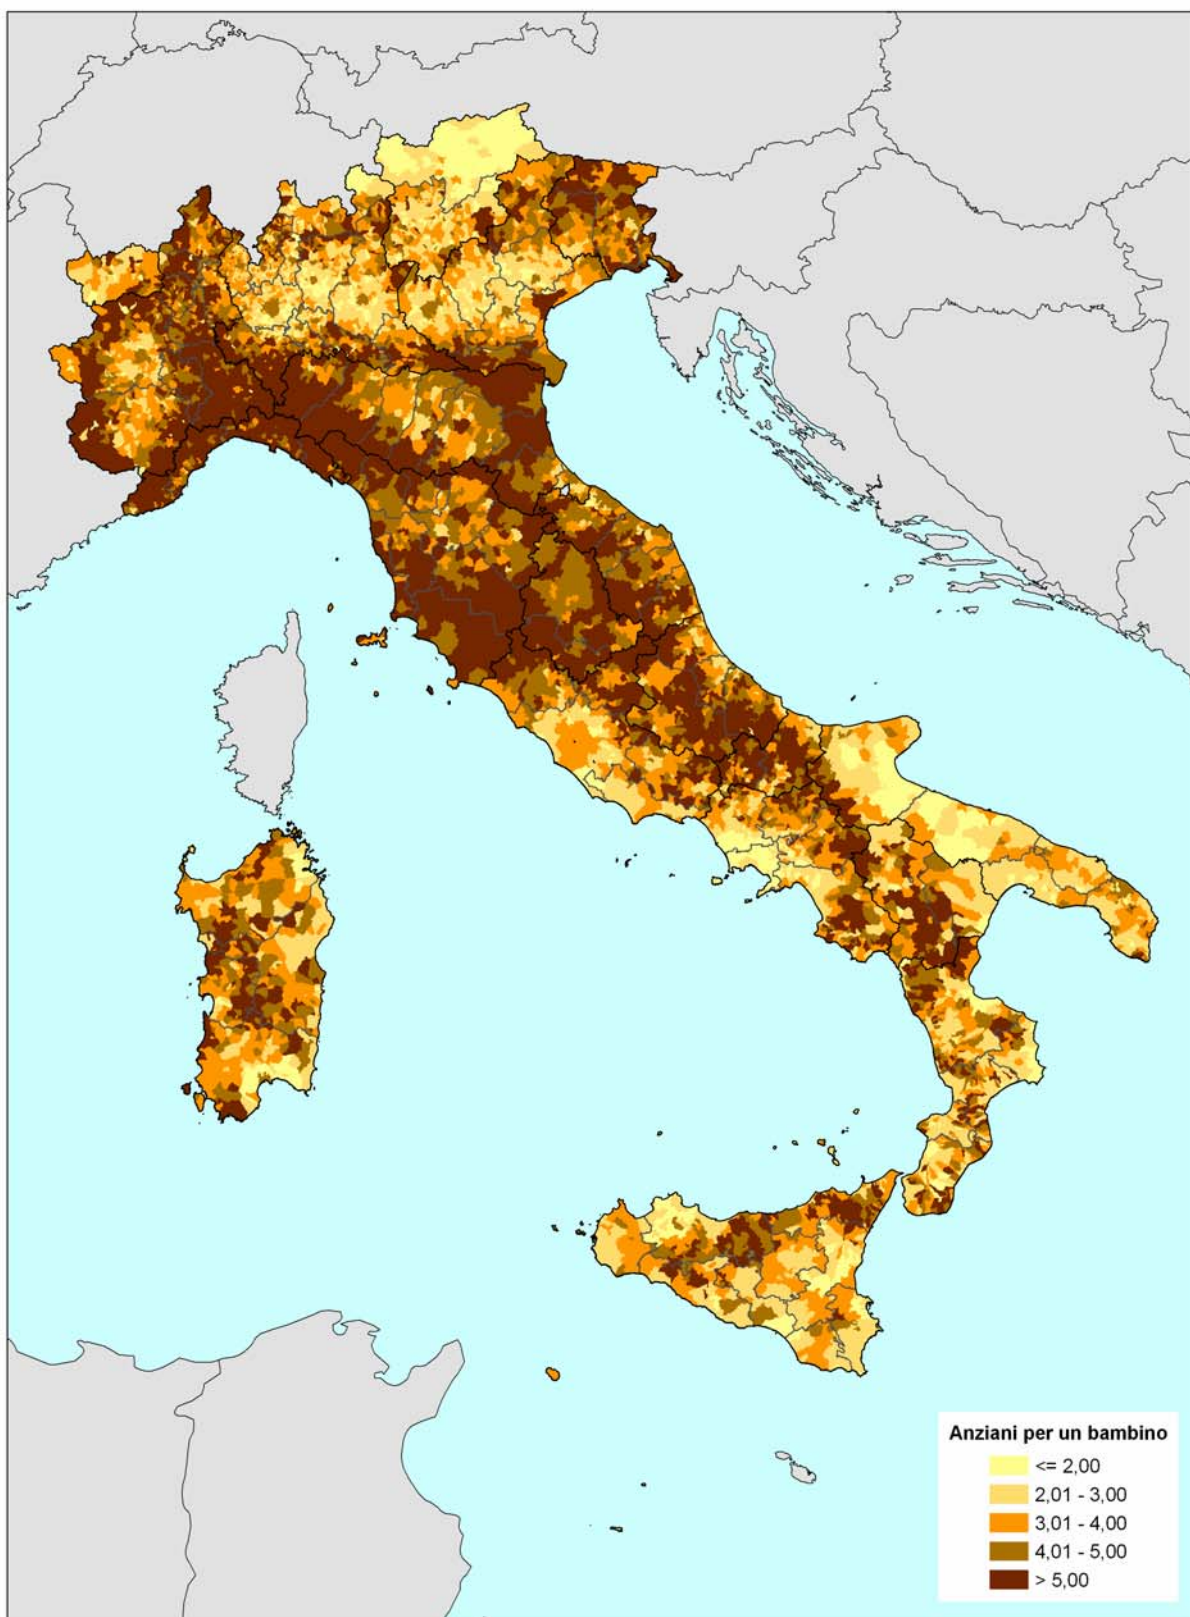 Anziani per un bambino
<= 2,00
2,01 - 3,00
3,01 - 4,00
4,01 - 5,00
> 5,00